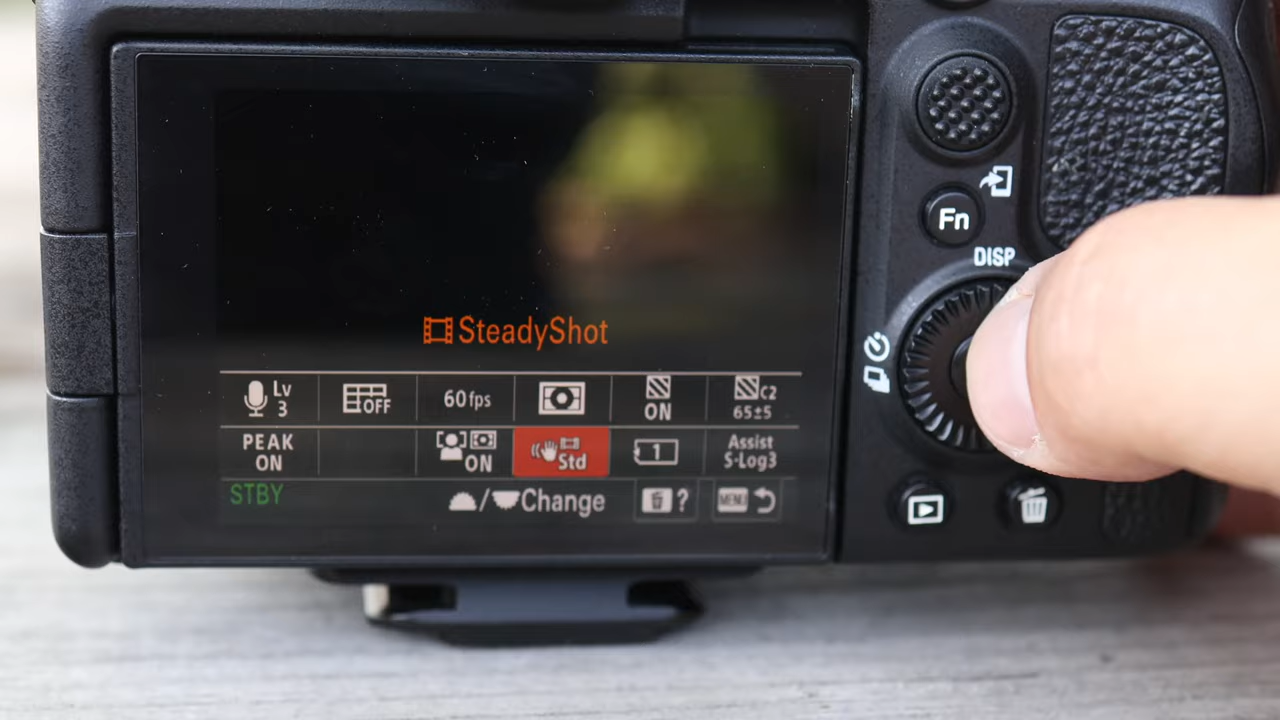 Fn
DISP
SteadyShot
Lv
3
OFF
60fps
ON
C2
65±5
PEAK
ON
ON
Std
1
Assist
S-Log3
STBY
/
Change
?
MENU